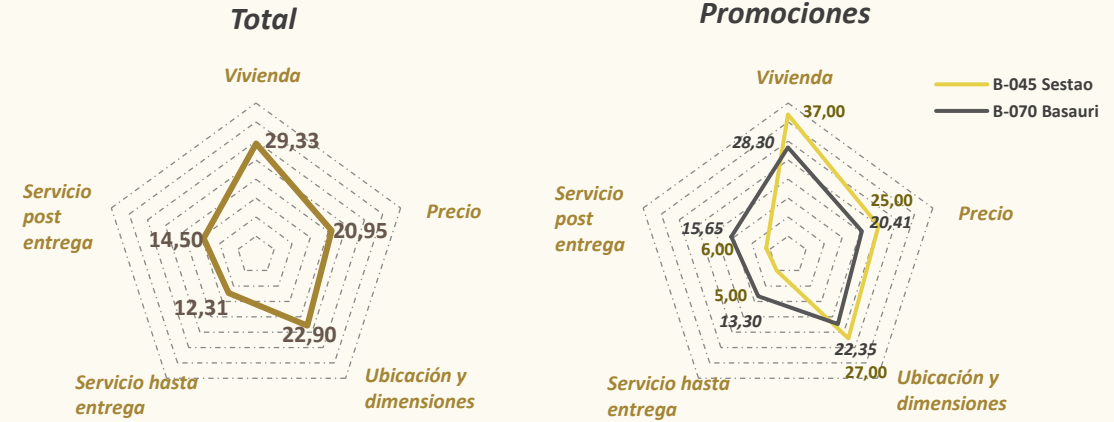 Total
Vivienda
29,33
Servicio
post
entrega
Precio
20,95
14,50
12,31
22,90
Servicio hasta
entrega
Ubicación y
dimensiones
Promociones
Vivienda
B-045 Sestao
B-070 Basauri
37,00
28,30
Servicio
post
entrega
25,00
20,41
Precio
15,65
6,00
5,00
13,30
22,35
27,00
Servicio hasta
entrega
Ubicación y
dimensiones